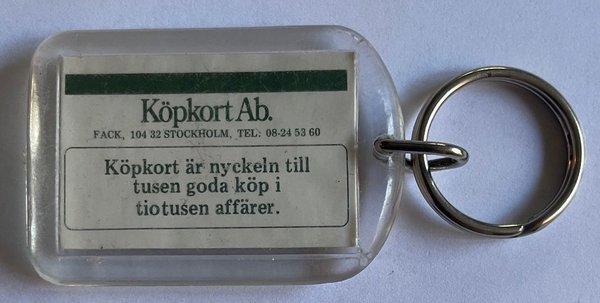 Köpkort Ab.
FACK, 104 32 STOCKHOLM, TEL: 08-24 53 60
Köpkort är nyckeln till
tusen goda köp i
tiotusen affärer.